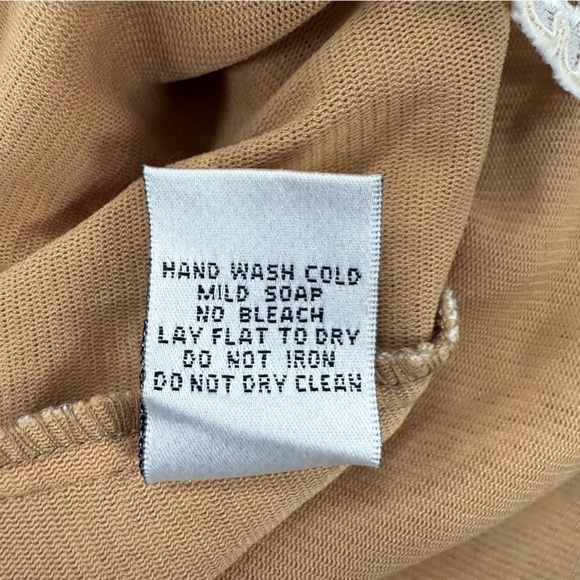 HAND WASH COLD
MILD SOAP
NO BLEACH
LAY FLAT TO DRY
DO NOT IRON
DO NOT DRY CLEAN